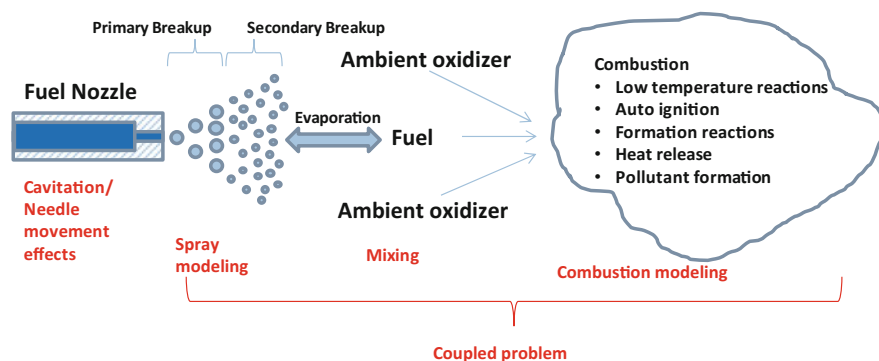 Primary Breakup
Secondary Breakup
Ambient oxidizer
Fuel Nozzle
Evaporation
Fuel
Ambient oxidizer
Combustion
• Low temperature reactions
• Auto ignition
• Formation reactions
• Heat release
• Pollutant formation
Cavitation/
Needle
movement
effects
Spray
modeling
Mixing
Combustion modeling
Coupled problem